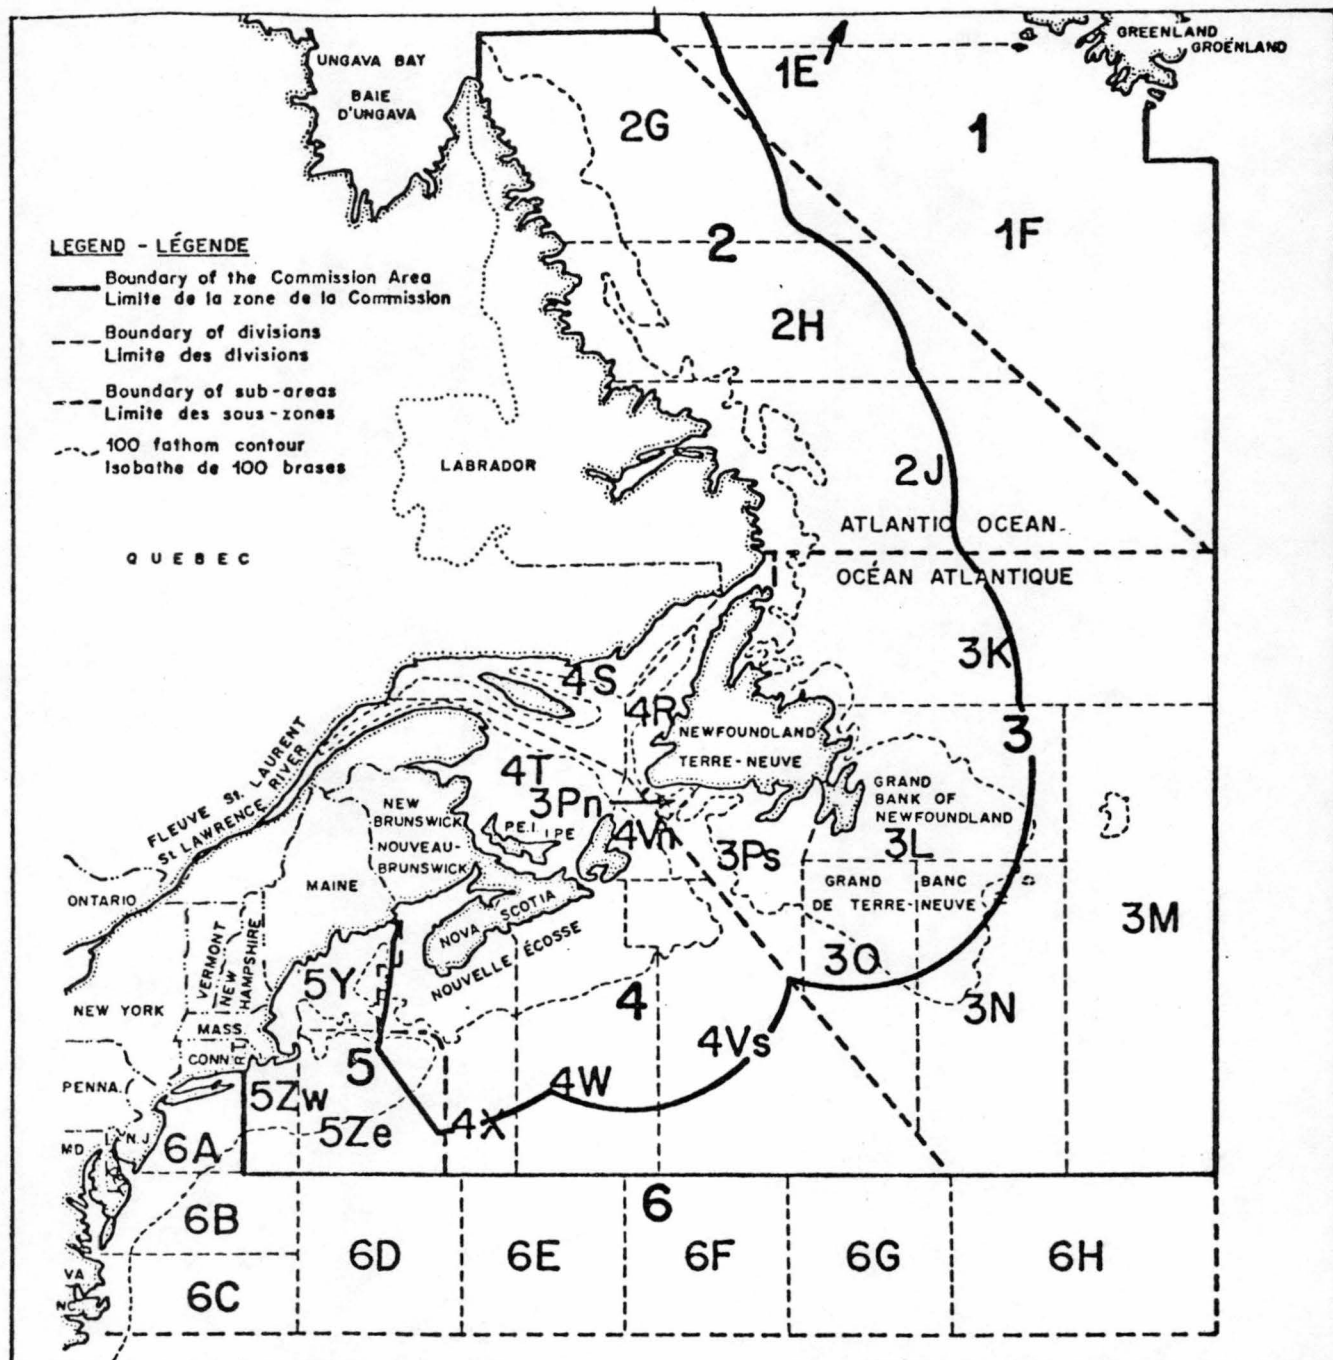 GREENLAND
GROËNLAND
UNGAVA BAY
BAIE
D'UNGAVA
1E
2G
1
1F
2
LEGEND - LÉGENDE
Boundary of the Commission Area
Limite de la zone de la Commission
Boundary of divisions
Limite des divisions
Boundary of sub-areas
Limite des sous-zones
100 fathom contour
Isobathe de 100 brases
2H
LABRADOR
2J
ATLANTIC OCEAN
OCÉAN ATLANTIQUE
QUEBEC
3K
4S
4R
NEWFOUNDLAND
TERRE-NEUVE
3
FLEUVE St. LAURENT
St LAWRENCE RIVER
4T
3Pn
4Vn
3Ps
GRAND
BANK OF
NEWFOUNDLAND
3L
NEW
BRUNSWICK
NOUVEAU-
BRUNSWICK
P.E.I.
IPE
MAINE
GRAND BANC
DE TERRE-NEUVE
3M
ONTARIO
VERMONT
NEW
HAMPSHIRE
NOVA SCOTIA
NOUVELLE ÉCOSSE
5Y
3O
3N
4
NEW YORK
MASS.
CONN
R.I.
4Vs
5
PENNA.
5Zw
4W
5Ze
4X
MD
N.J
6A
6
6B
6D
6E
6F
6G
6H
VA
NC
6C